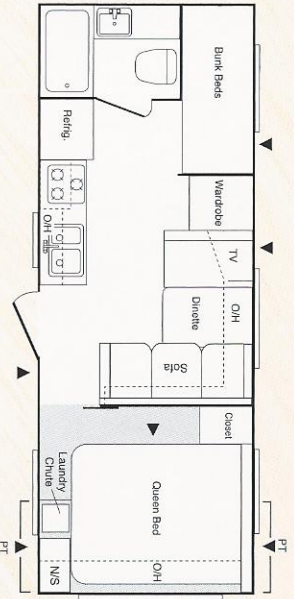 Bunk Beds
Refrig.
Wardrobe
O/H
TV
O/H
Dinette
Sofa
Closet
Laundry
Chute
Queen Bed
PT
PT
N/S
O/H